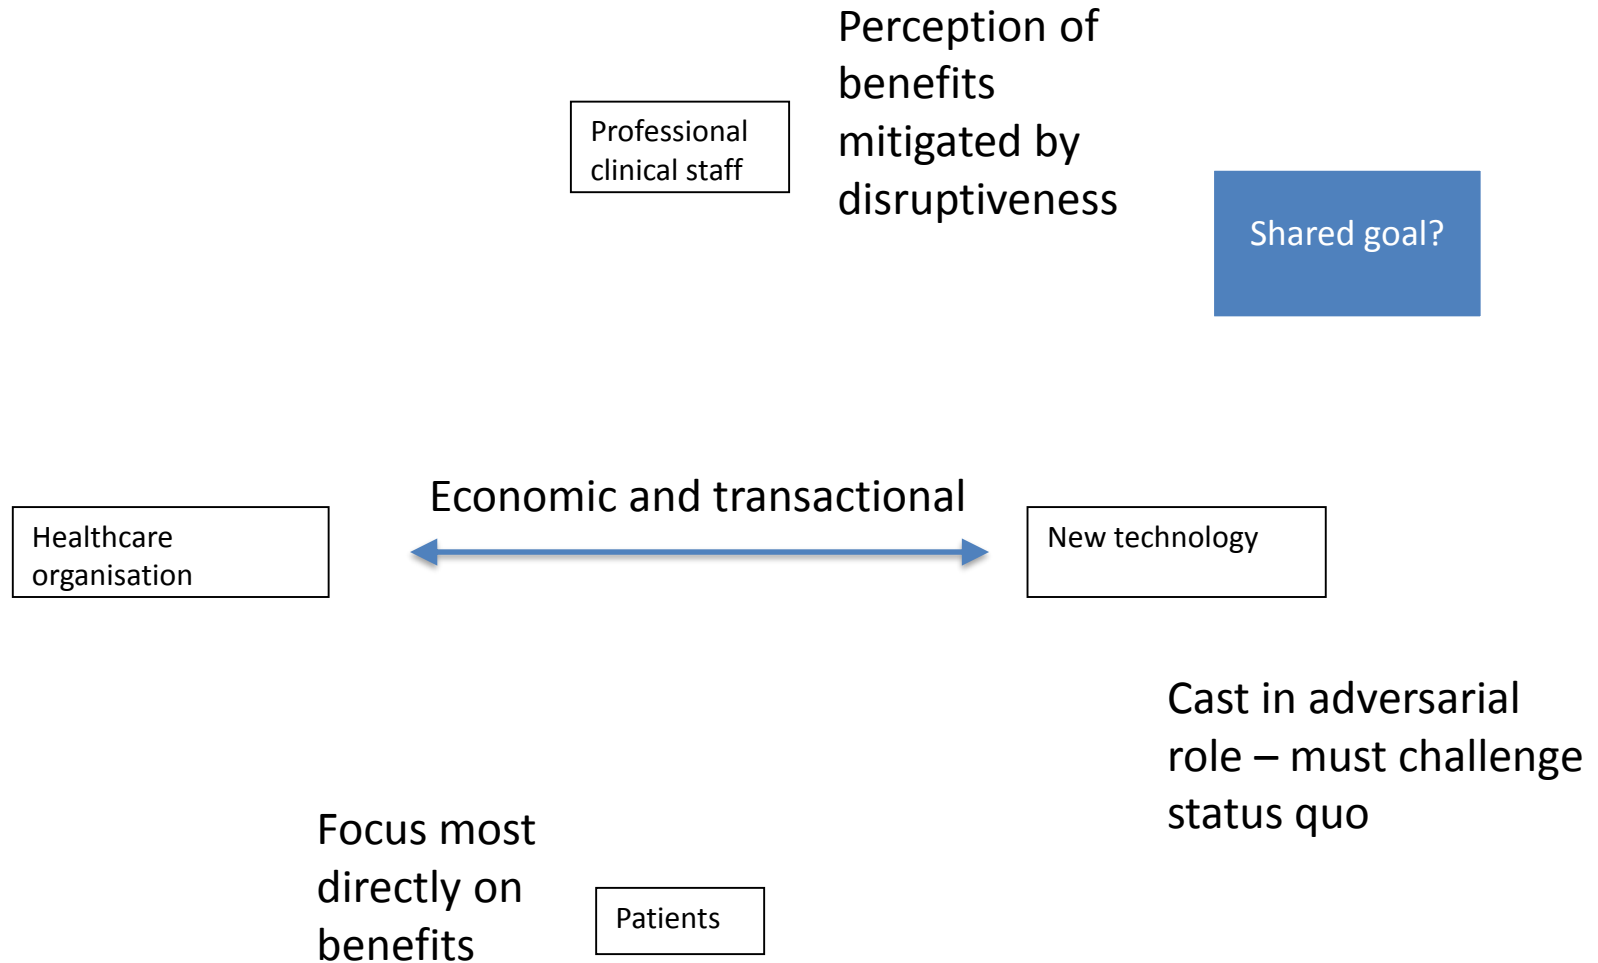 Perception of
benefits
mitigated by
disruptiveness
Professional
clinical staff
Shared goal?
Economic and transactional
Healthcare
organisation
New technology
Cast in adversarial
role – must challenge
status quo
Focus most
directly on
benefits
Patients